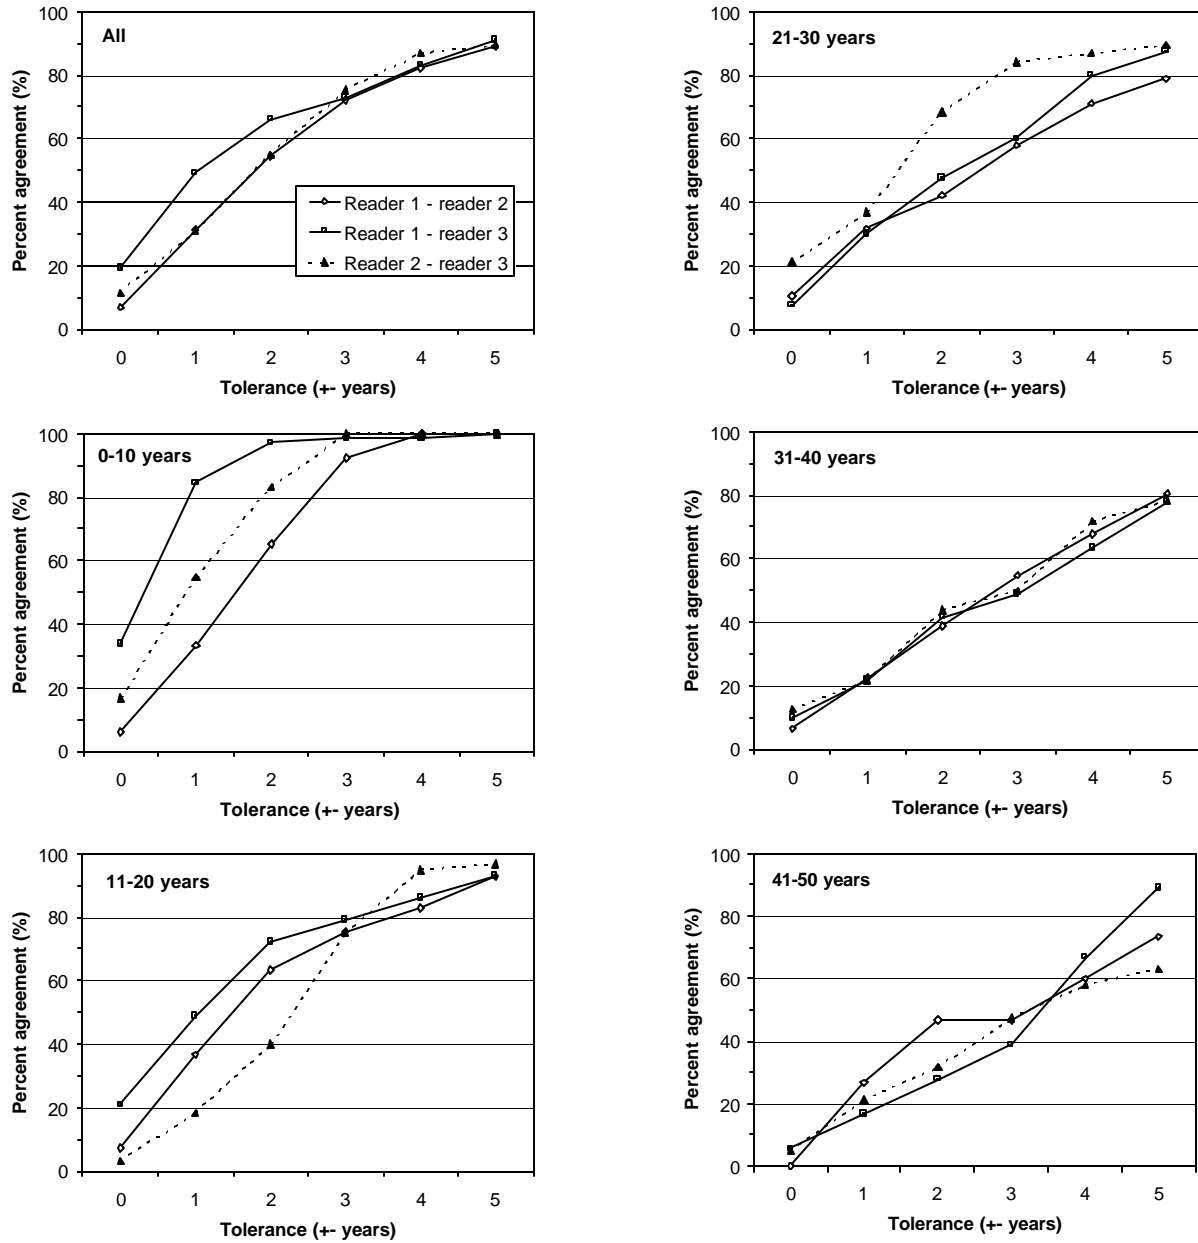 All
Percent agreement (%)
100
80
60
40
20
0
Reader 1 - reader 2
Reader 1 - reader 3
Reader 2 - reader 3
0 1 2 3 4 5
Tolerance (+- years)
21-30 years
Percent agreement (%)
100
80
60
40
20
0
0 1 2 3 4 5
Tolerance (+- years)
0-10 years
Percent agreement (%)
100
80
60
40
20
0
0 1 2 3 4 5
Tolerance (+- years)
31-40 years
Percent agreement (%)
100
80
60
40
20
0
0 1 2 3 4 5
Tolerance (+- years)
11-20 years
Percent agreement (%)
100
80
60
40
20
0
0 1 2 3 4 5
Tolerance (+- years)
41-50 years
Percent agreement (%)
100
80
60
40
20
0
0 1 2 3 4 5
Tolerance (+- years)